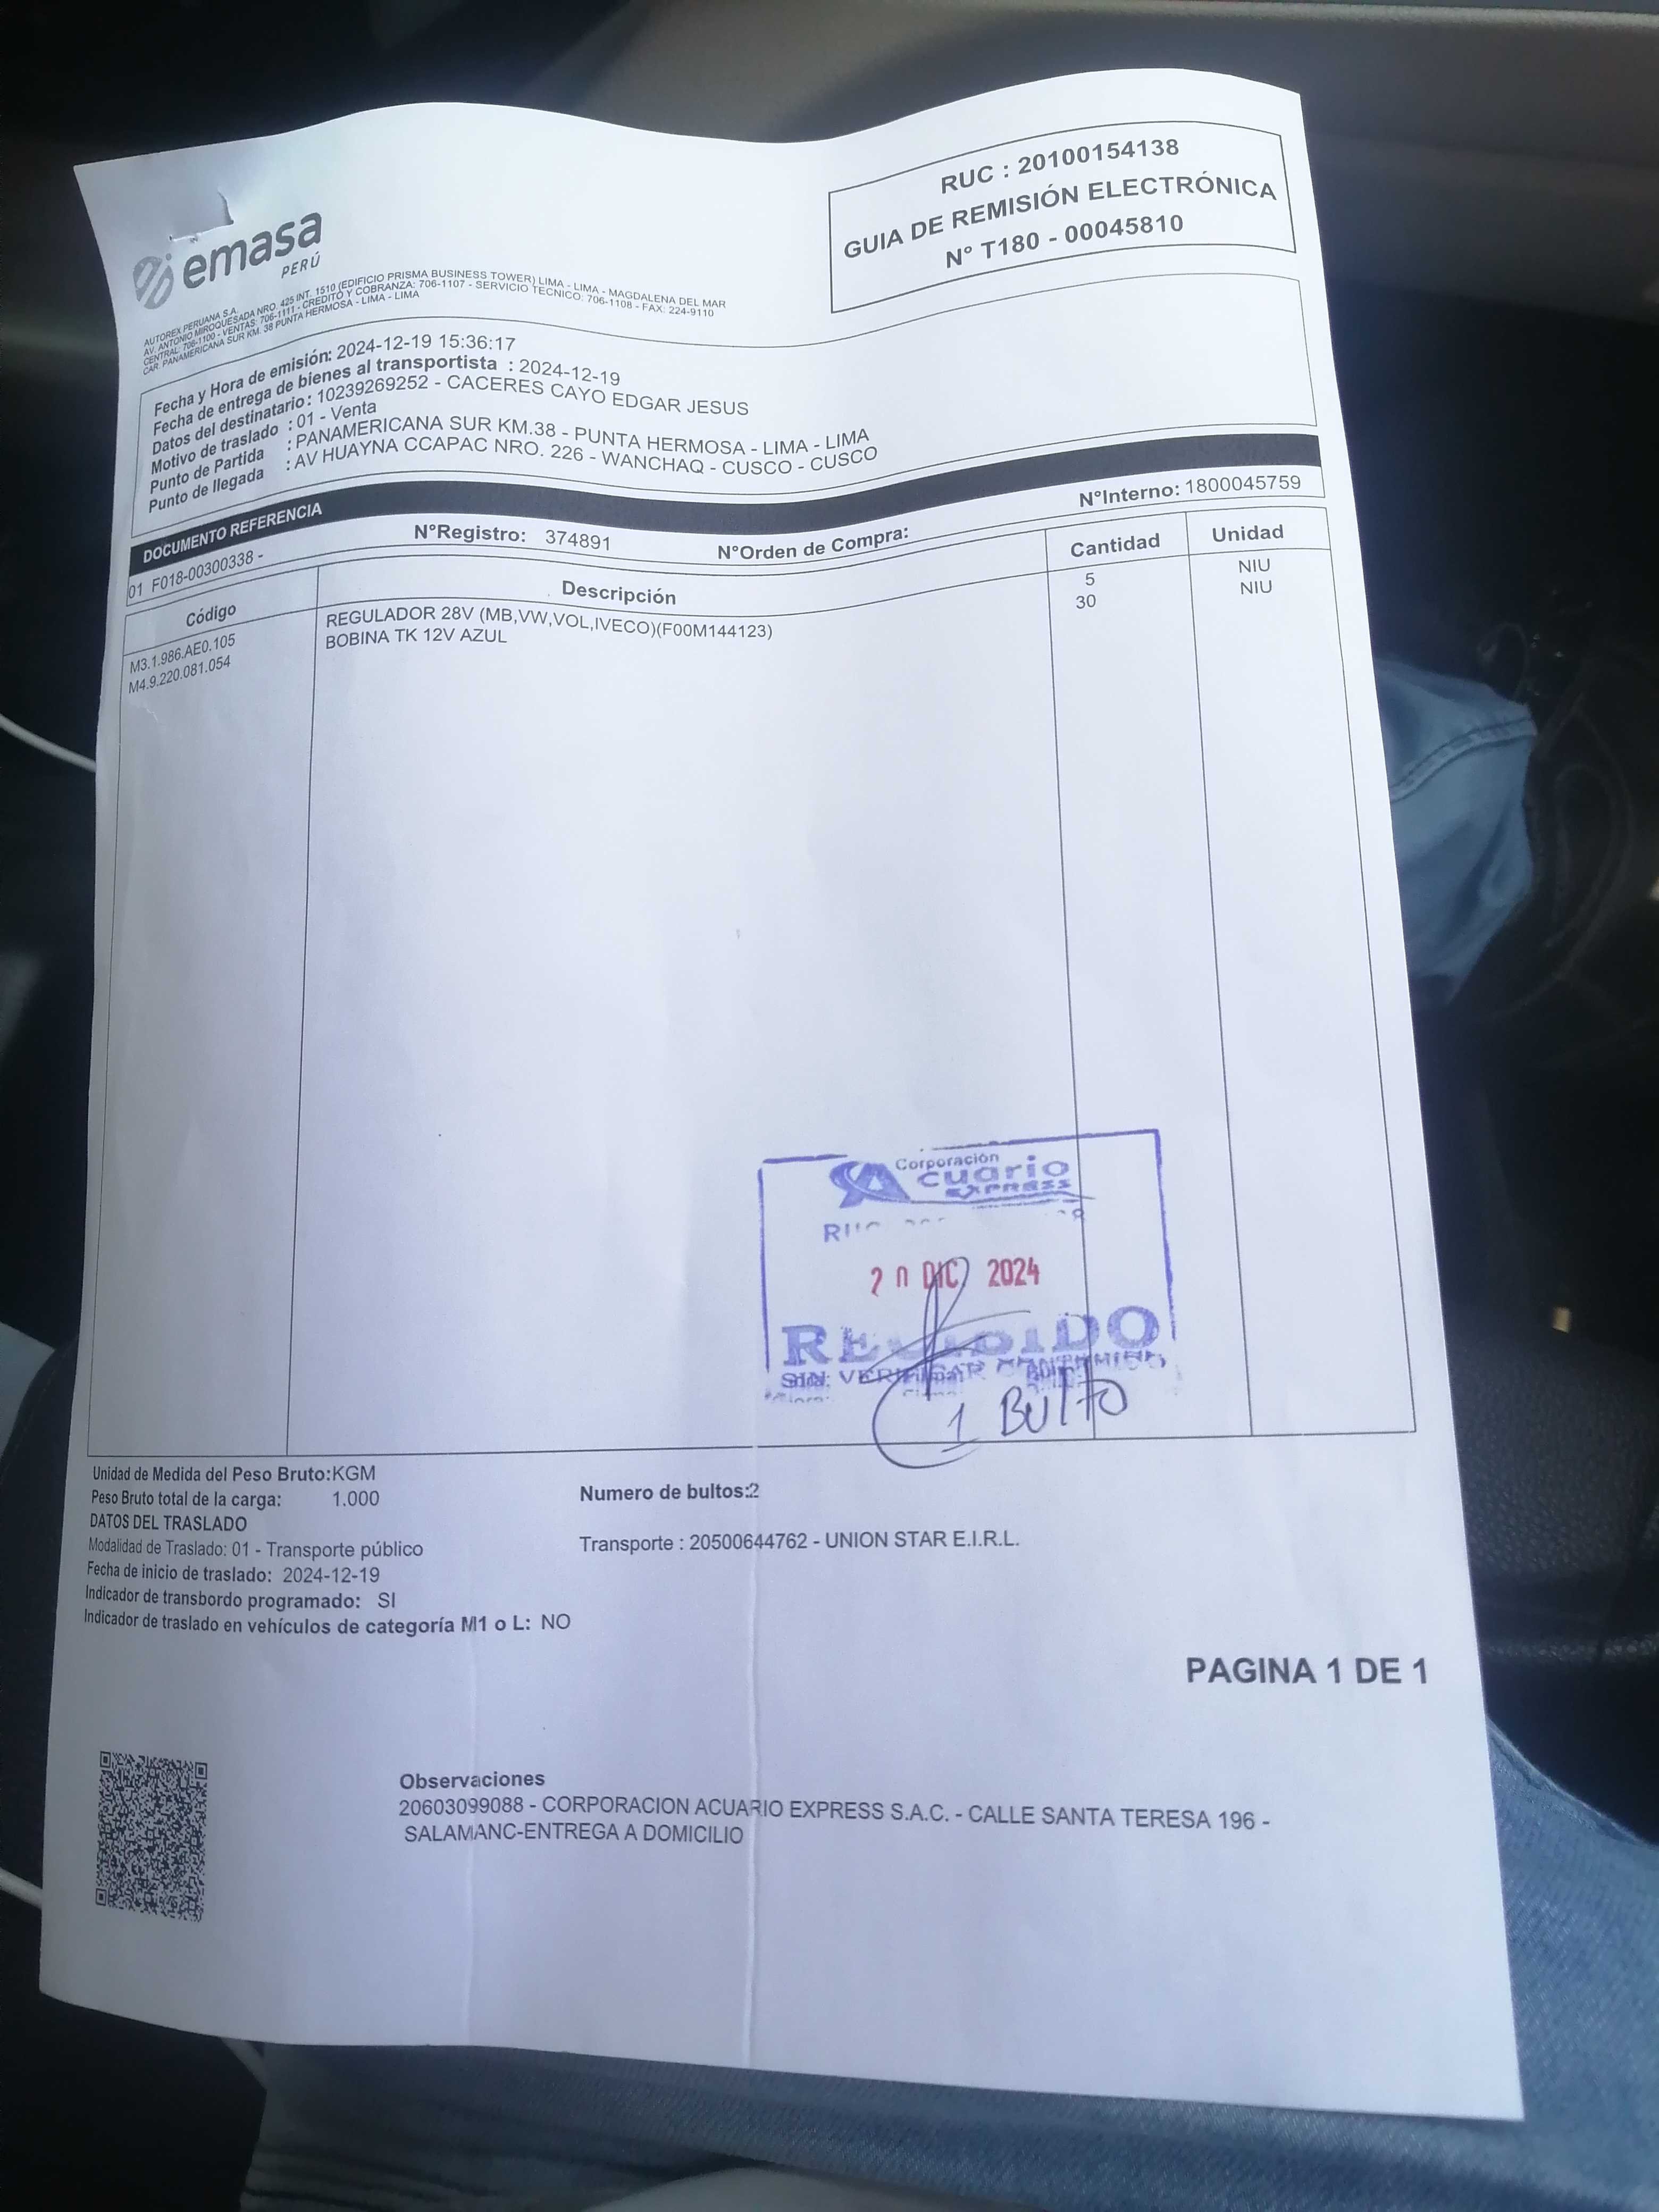 RUC : 20100154138
GUIA DE REMISIÓN ELECTRÓNICA
N° T180 - 00045810
emasa
PERÚ
AUTOREX PERUANA S.A.
AV. ANTONIO MIROQUESADA NRO. 425 INT. 1510 (EDIFICIO PRISMA BUSINESS TOWER) LIMA - LIMA - MAGDALENA DEL MAR
CENTRAL: 706-1100 - VENTAS: 706-1111 - CREDITO Y COBRANZA: 706-1107 - SERVICIO TECNICO: 706-1108 - FAX: 224-9110
CAR. PANAMERICANA SUR KM. 38 PUNTA HERMOSA - LIMA - LIMA
Fecha y Hora de emisión: 2024-12-19 15:36:17
Fecha de entrega de bienes al transportista : 2024-12-19
Datos del destinatario : 10239269252 - CACERES CAYO EDGAR JESUS
Motivo de traslado : 01 - Venta
Punto de Partida : PANAMERICANA SUR KM.38 - PUNTA HERMOSA - LIMA - LIMA
Punto de llegada : AV HUAYNA CCAPAC NRO. 226 - WANCHAQ - CUSCO - CUSCO
DOCUMENTO REFERENCIA
01 F018-00300338 - N°Registro: 374891 N°Orden de Compra: N°Interno: 1800045759
Código Descripción Cantidad Unidad
M3.1.986.AE0.105 REGULADOR 28V (MB,VW,VOL,IVECO)(F00M144123) 5 NIU
M4.9.220.081.054 BOBINA TK 12V AZUL 30 NIU
Corporación
cuario
EXPRESS
20 DIC 2024
RECIBIDO
SIN VERIFICAR CONTENIDO
1 BULTO
Unidad de Medida del Peso Bruto:KGM
Peso Bruto total de la carga: 1.000 Numero de bultos:2
DATOS DEL TRASLADO
Modalidad de Traslado: 01 - Transporte público Transporte : 20500644762 - UNION STAR E.I.R.L.
Fecha de inicio de traslado: 2024-12-19
Indicador de transbordo programado: SI
Indicador de traslado en vehículos de categoría M1 o L: NO
PAGINA 1 DE 1
Observaciones
20603099088 - CORPORACION ACUARIO EXPRESS S.A.C. - CALLE SANTA TERESA 196 -
SALAMANC-ENTREGA A DOMICILIO